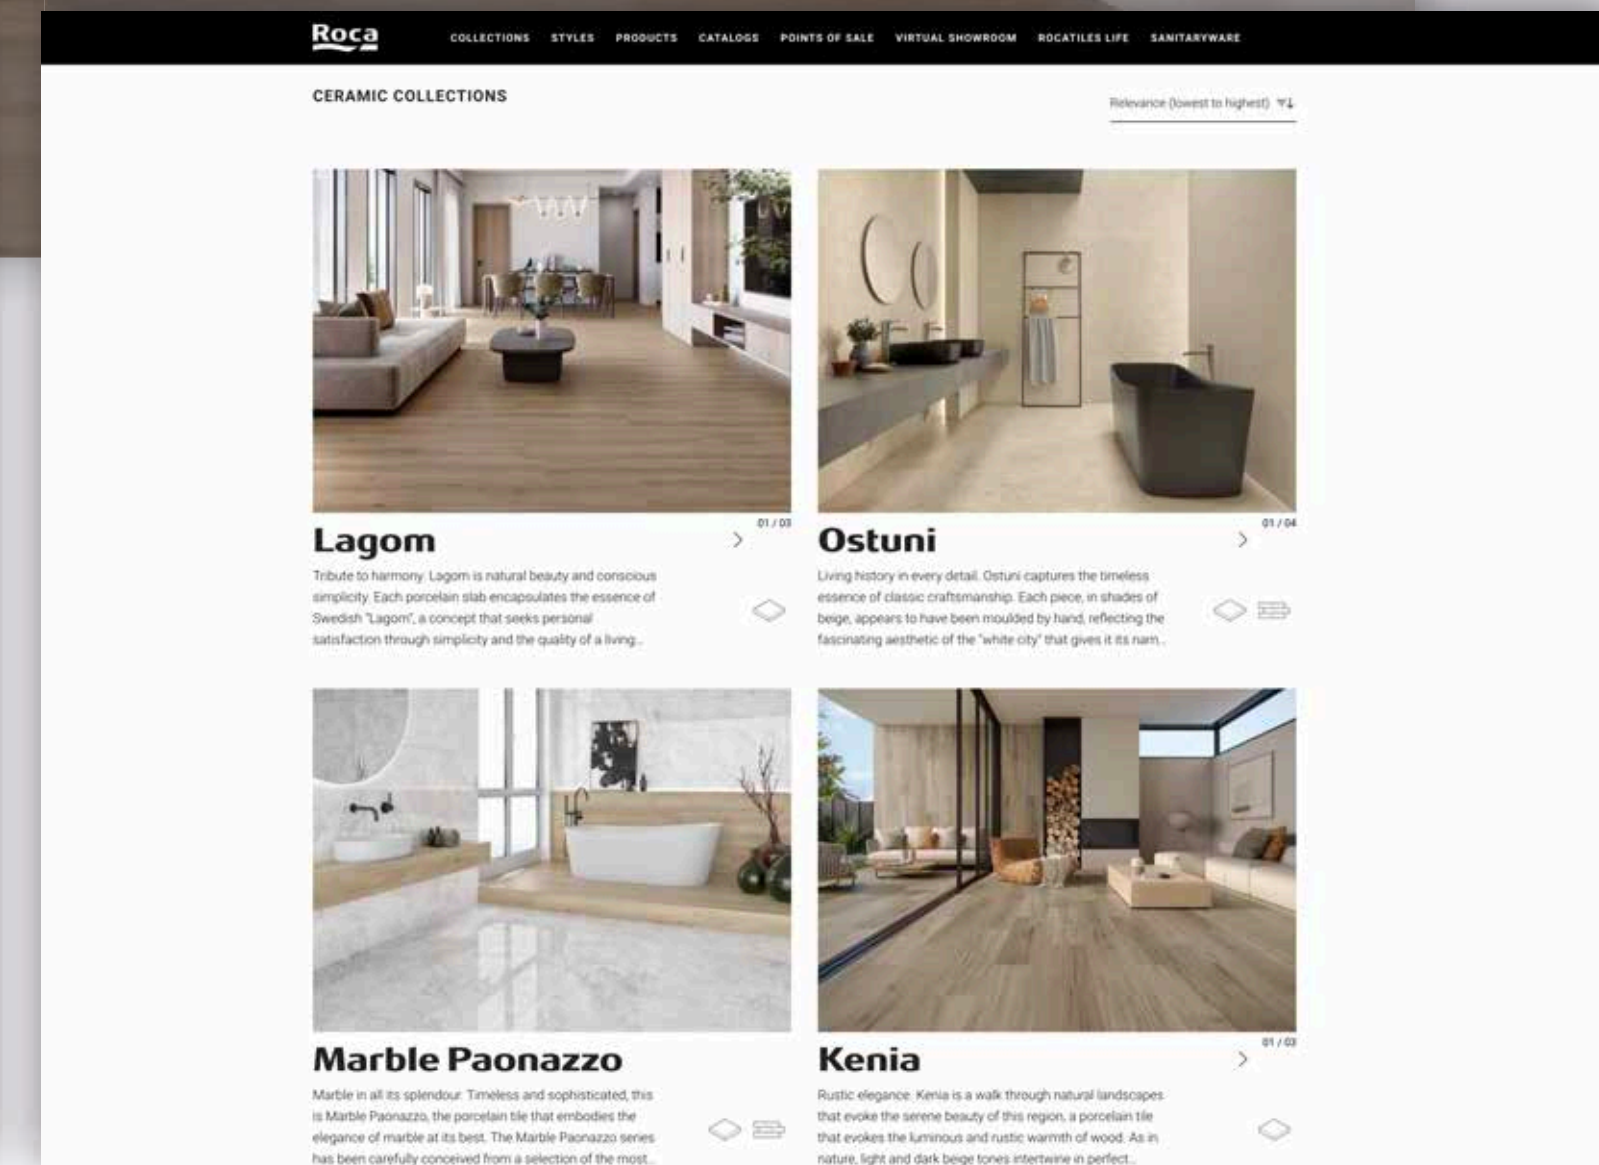 Roca
COLLECTIONS STYLES PRODUCTS CATALOGS POINTS OF SALE VIRTUAL SHOWROOM ROCATILES LIFE SANITARYWARE
CERAMIC COLLECTIONS
Relevance (lowest to highest)
01 / 03
Lagom
Tribute to harmony. Lagom is natural beauty and conscious
simplicity. Each porcelain slab encapsulates the essence of
Swedish "Lagom", a concept that seeks personal
satisfaction through simplicity and the quality of a living...
01 / 04
Ostuni
Living history in every detail. Ostuni captures the timeless
essence of classic craftsmanship. Each piece, in shades of
beige, appears to have been moulded by hand, reflecting the
fascinating aesthetic of the "white city" that gives it its nam...
Marble Paonazzo
Marble in all its splendour. Timeless and sophisticated, this
is Marble Paonazzo, the porcelain tile that embodies the
elegance of marble at its best. The Marble Paonazzo series
has been carefully conceived from a selection of the most...
01 / 03
Kenia
Rustic elegance. Kenia is a walk through natural landscapes
that evoke the serene beauty of this region, a porcelain tile
that evokes the luminous and rustic warmth of wood. As in
nature, light and dark beige tones intertwine in perfect...